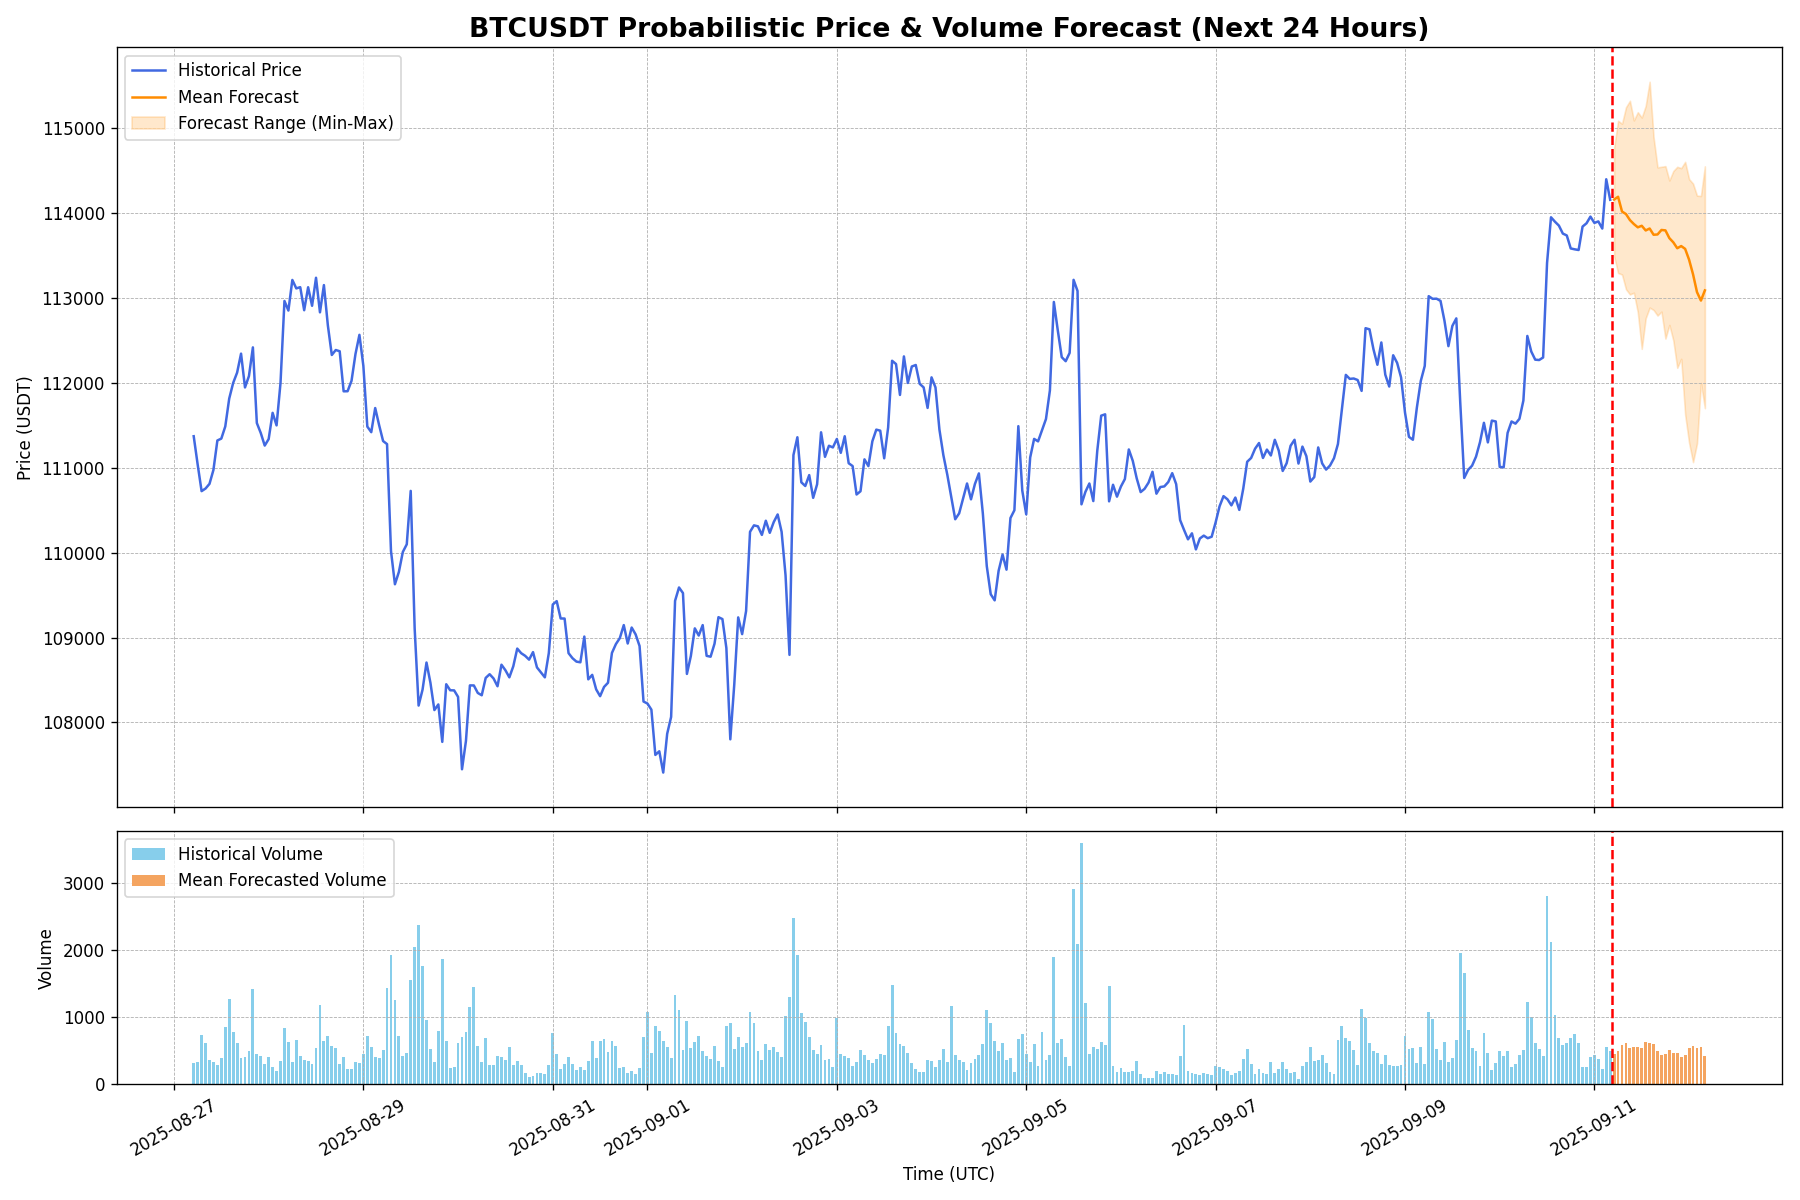 BTCUSDT Probabilistic Price & Volume Forecast (Next 24 Hours)
Historical Price
Mean Forecast
Forecast Range (Min-Max)
Price (USDT)
115000
114000
113000
112000
111000
110000
109000
108000
Historical Volume
Mean Forecasted Volume
Volume
3000
2000
1000
0
2025-08-27
2025-08-29
2025-08-31
2025-09-01
2025-09-03
2025-09-05
2025-09-07
2025-09-09
2025-09-11
Time (UTC)